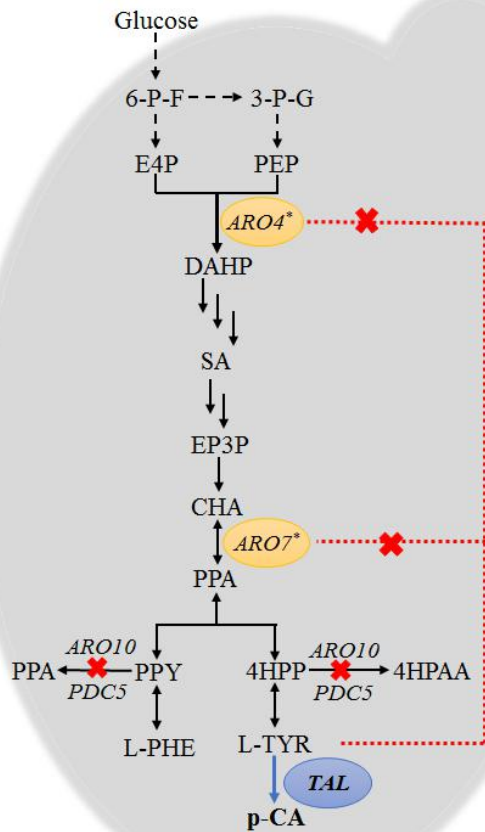 Glucose
6-P-F 3-P-G
E4P PEP
ARO4*
DAHP
SA
EP3P
CHA
ARO7*
PPA
ARO10 ARO10
PPA PPY 4HPP 4HPAA
PDC5 PDC5
L-PHE L-TYR
TAL
p-CA